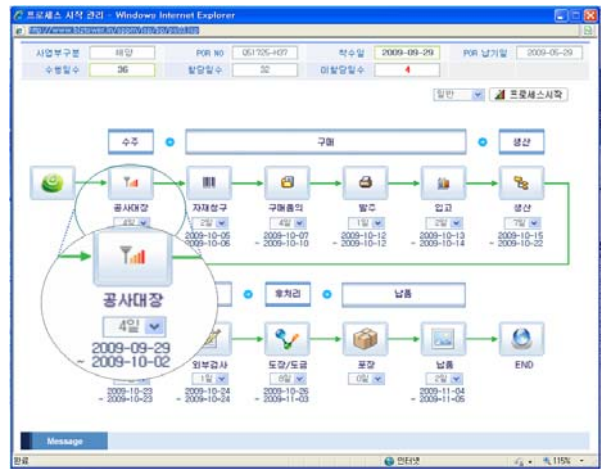 프로세스 시작 관리 - Windows Internet Explorer
사업부구분 해양 POR NO 착수일 2009-09-29 POR 납기일 2009-05-29
수행일수 36 할당일수 32 미할당일수 4
일반 프로세스시작
수주 구매 생산
공사대장 자재청구 구매품의 발주 입고 생산
4일 2일 4일 1일 2일 7일
2009-10-05 2009-10-07 2009-10-12 2009-10-13 2009-10-15
~ 2009-10-06 ~ 2009-10-10 ~ 2009-10-12 ~ 2009-10-14 ~ 2009-10-22
공사대장
4일
2009-09-29
~ 2009-10-02
후처리 납품
외부검사 도장/도금 포장 납품 END
1일 8일 0일 2일
2009-10-23 2009-10-24 2009-10-26 2009-11-04
~ 2009-10-23 ~ 2009-10-24 ~ 2009-11-03 ~ 2009-11-05
Message
완료 인터넷 115%